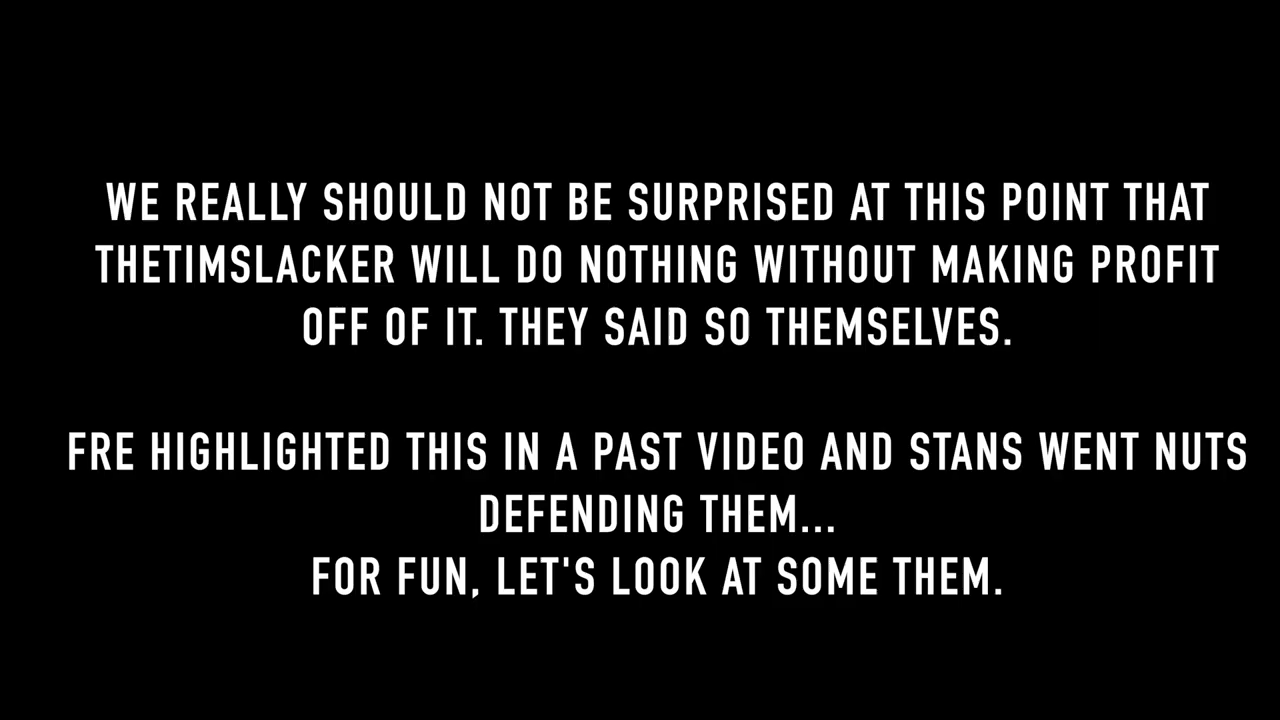 WE REALLY SHOULD NOT BE SURPRISED AT THIS POINT THAT
THETIMSLACKER WILL DO NOTHING WITHOUT MAKING PROFIT
OFF OF IT. THEY SAID SO THEMSELVES.
FRE HIGHLIGHTED THIS IN A PAST VIDEO AND STANS WENT NUTS
DEFENDING THEM...
FOR FUN, LET'S LOOK AT SOME THEM.